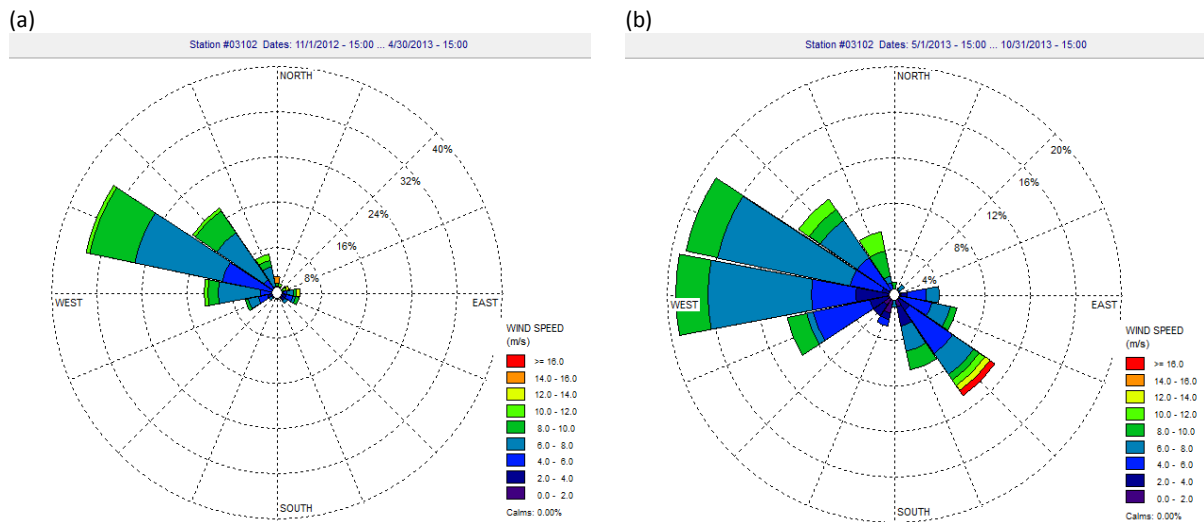 (a)
Station #03102 Dates: 11/1/2012 - 15:00 ... 4/30/2013 - 15:00
NORTH
40%
32%
24%
16%
8%
WEST
EAST
SOUTH
WIND SPEED
(m/s)
>= 16.0
14.0 - 16.0
12.0 - 14.0
10.0 - 12.0
8.0 - 10.0
6.0 - 8.0
4.0 - 6.0
2.0 - 4.0
0.0 - 2.0
Calms: 0.00%
(b)
Station #03102 Dates: 5/1/2013 - 15:00 ... 10/31/2013 - 15:00
NORTH
20%
16%
12%
8%
4%
WEST
EAST
SOUTH
WIND SPEED
(m/s)
>= 16.0
14.0 - 16.0
12.0 - 14.0
10.0 - 12.0
8.0 - 10.0
6.0 - 8.0
4.0 - 6.0
2.0 - 4.0
0.0 - 2.0
Calms: 0.00%